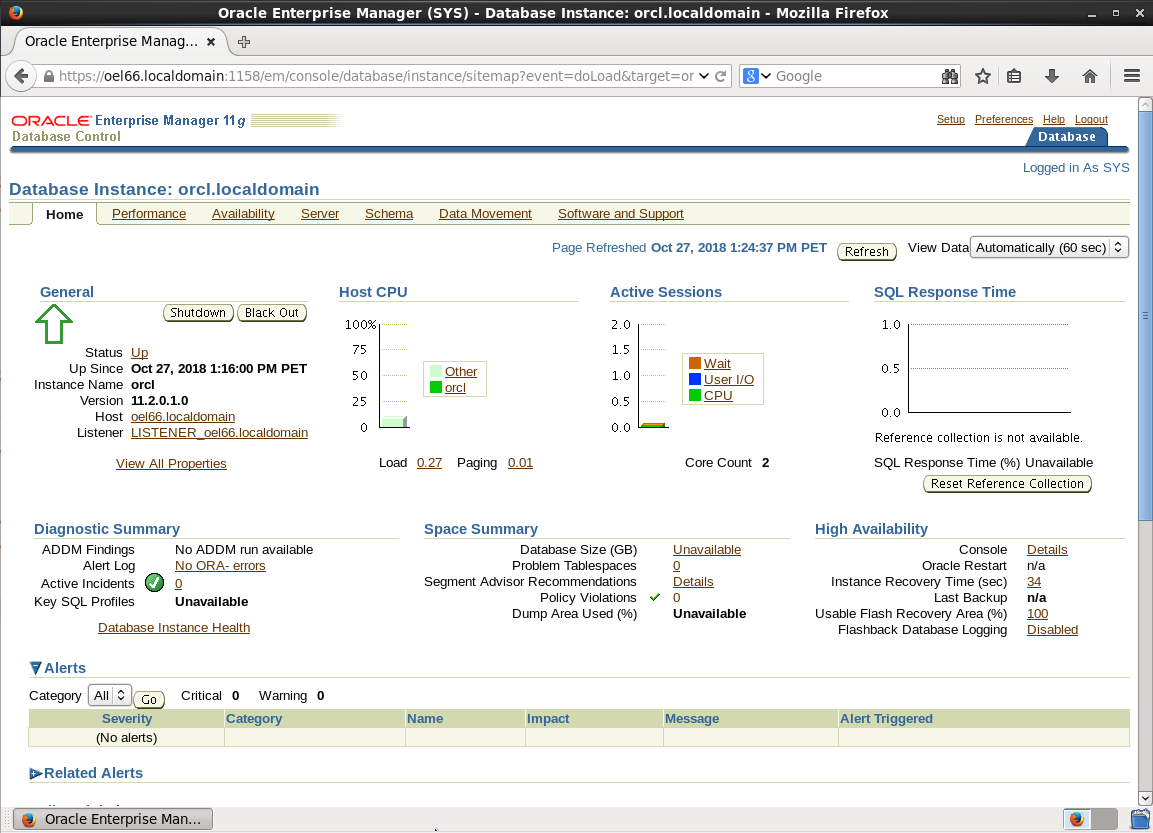 Oracle Enterprise Manager (SYS) - Database Instance: orcl.localdomain - Mozilla Firefox
Oracle Enterprise Manag...
https://oel66.localdomain:1158/em/console/database/instance/sitemap?event=doLoad&target=or
Google
ORACLE Enterprise Manager 11g
Database Control
Setup Preferences Help Logout
Database
Logged in As SYS
Database Instance: orcl.localdomain
Home Performance Availability Server Schema Data Movement Software and Support
Page Refreshed Oct 27, 2018 1:24:37 PM PET Refresh View Data Automatically (60 sec)
General
Shutdown Black Out
Status Up
Up Since Oct 27, 2018 1:16:00 PM PET
Instance Name orcl
Version 11.2.0.1.0
Host oel66.localdomain
Listener LISTENER_oel66.localdomain
View All Properties
Host CPU
100%
75
50
25
0
Other
orcl
Load 0.27 Paging 0.01
Active Sessions
2.0
1.5
1.0
0.5
0.0
Wait
User I/O
CPU
Core Count 2
SQL Response Time
1.0
0.5
0.0
Reference collection is not available.
SQL Response Time (%) Unavailable
Reset Reference Collection
Diagnostic Summary
ADDM Findings No ADDM run available
Alert Log No ORA- errors
Active Incidents 0
Key SQL Profiles Unavailable
Database Instance Health
Space Summary
Database Size (GB) Unavailable
Problem Tablespaces 0
Segment Advisor Recommendations Details
Policy Violations 0
Dump Area Used (%) Unavailable
High Availability
Console Details
Oracle Restart n/a
Instance Recovery Time (sec) 34
Last Backup n/a
Usable Flash Recovery Area (%) 100
Flashback Database Logging Disabled
Alerts
Category All Go Critical 0 Warning 0
Severity Category Name Impact Message Alert Triggered
(No alerts)
Related Alerts
Oracle Enterprise Man...